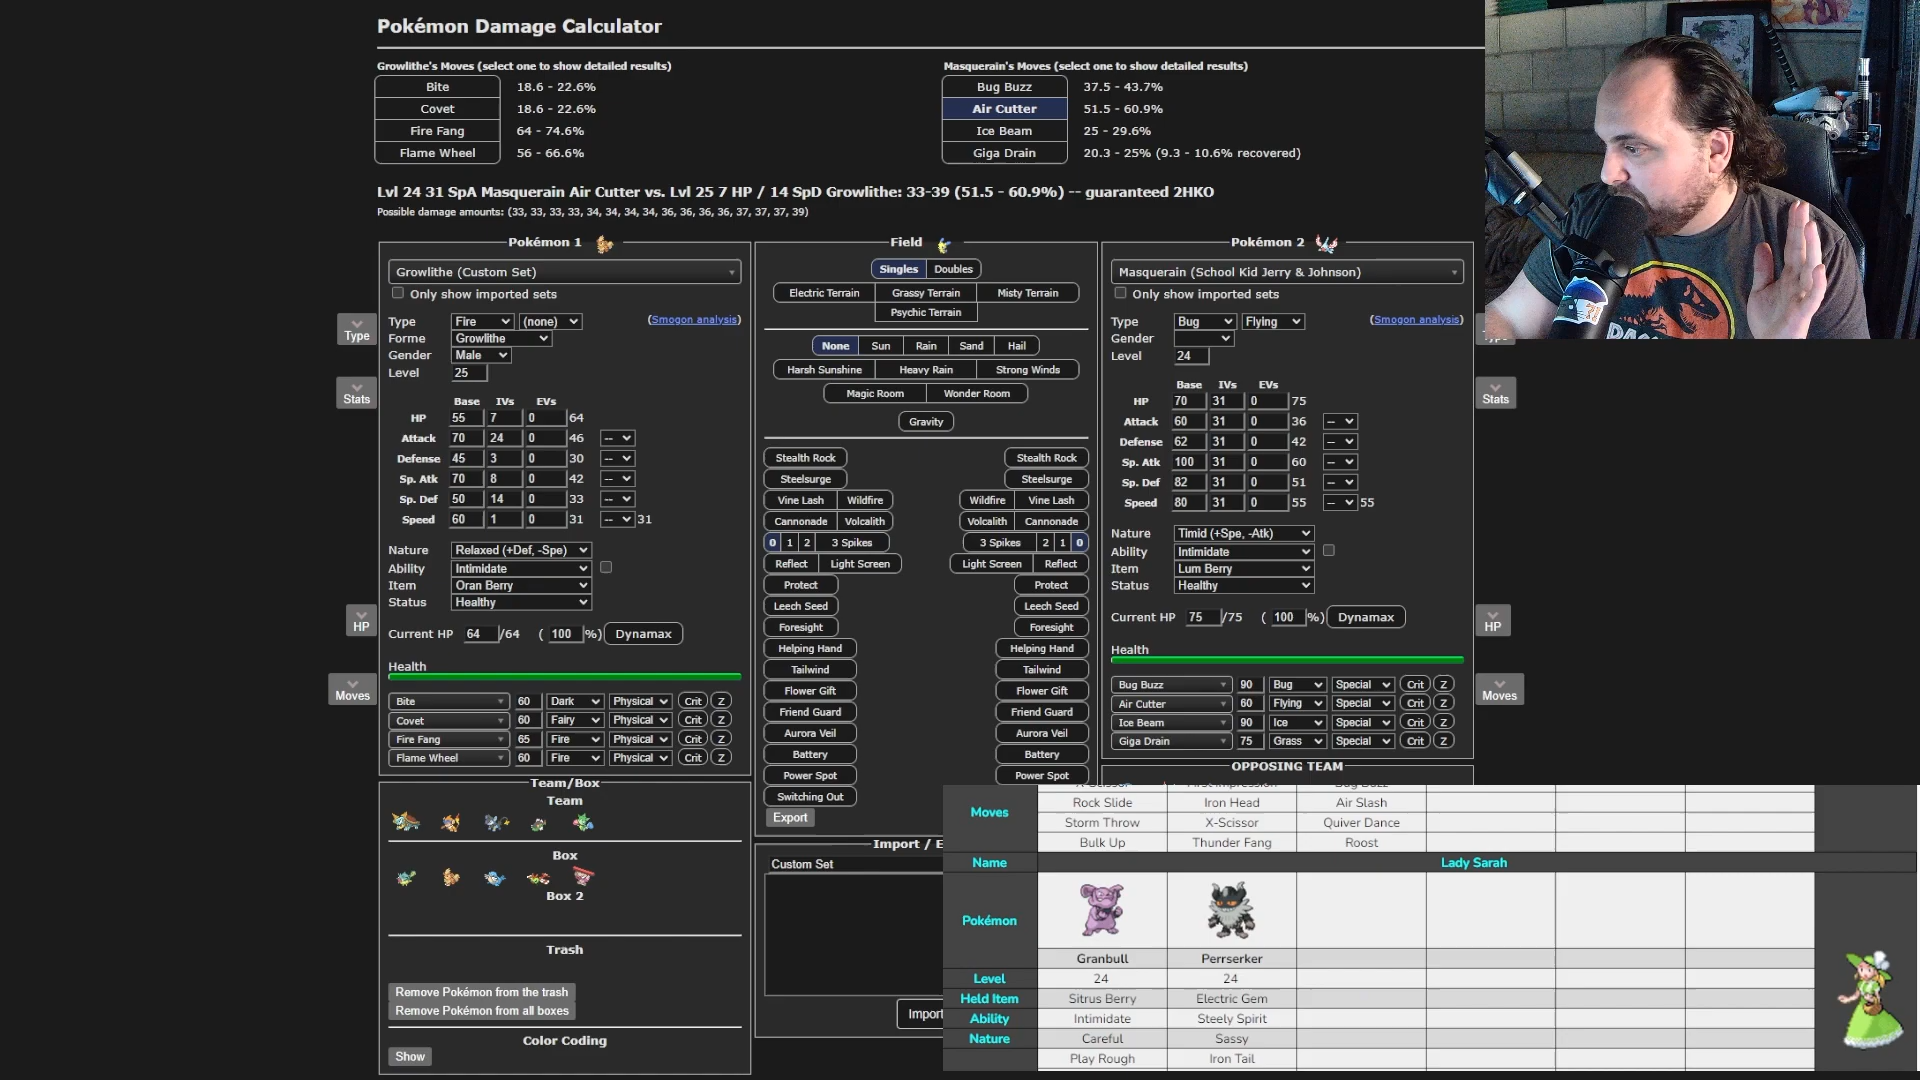 Pokémon Damage Calculator
Growlithe's Moves (select one to show detailed results)
Bite 18.6 - 22.6%
Covet 18.6 - 22.6%
Fire Fang 64 - 74.6%
Flame Wheel 56 - 66.6%
Masquerain's Moves (select one to show detailed results)
Bug Buzz 37.5 - 43.7%
Air Cutter 51.5 - 60.9%
Ice Beam 25 - 29.6%
Giga Drain 20.3 - 25% (9.3 - 10.6% recovered)
Lvl 24 31 SpA Masquerain Air Cutter vs. Lvl 25 7 HP / 14 SpD Growlithe: 33-39 (51.5 - 60.9%) -- guaranteed 2HKO
Possible damage amounts: (33, 33, 33, 33, 34, 34, 34, 34, 36, 36, 36, 36, 37, 37, 37, 39)
Pokémon 1
Growlithe (Custom Set)
Only show imported sets
Type Fire (none) (Smogon analysis)
Forme Growlithe
Gender Male
Level 25
Base IVs EVs
HP 55 7 0 64
Attack 70 24 0 46 --
Defense 45 3 0 30 --
Sp. Atk 70 8 0 42 --
Sp. Def 50 14 0 33 --
Speed 60 1 0 31 -- 31
Nature Relaxed (+Def, -Spe)
Ability Intimidate
Item Oran Berry
Status Healthy
Current HP 64 /64 ( 100 %) Dynamax
Health
Bite 60 Dark Physical Crit Z
Covet 60 Fairy Physical Crit Z
Fire Fang 65 Fire Physical Crit Z
Flame Wheel 60 Fire Physical Crit Z
Type
Stats
HP
Moves
Team/Box
Team
Box
Box 2
Trash
Remove Pokémon from the trash
Remove Pokémon from all boxes
Color Coding
Show
Field
Singles Doubles
Electric Terrain Grassy Terrain Misty Terrain
Psychic Terrain
None Sun Rain Sand Hail
Harsh Sunshine Heavy Rain Strong Winds
Magic Room Wonder Room
Gravity
Stealth Rock Stealth Rock
Steelsurge Steelsurge
Vine Lash Wildfire Wildfire Vine Lash
Cannonade Volcalith Volcalith Cannonade
0 1 2 3 Spikes 3 Spikes 2 1 0
Reflect Light Screen Light Screen Reflect
Protect Protect
Leech Seed Leech Seed
Foresight Foresight
Helping Hand Helping Hand
Tailwind Tailwind
Flower Gift Flower Gift
Friend Guard Friend Guard
Aurora Veil Aurora Veil
Battery Battery
Power Spot Power Spot
Switching Out
Export
Import / E
Custom Set
Import
Pokémon 2
Masquerain (School Kid Jerry & Johnson)
Only show imported sets
Type Bug Flying (Smogon analysis)
Gender
Level 24
Base IVs EVs
HP 70 31 0 75
Attack 60 31 0 36 --
Defense 62 31 0 42 --
Sp. Atk 100 31 0 60 --
Sp. Def 82 31 0 51 --
Speed 80 31 0 55 -- 55
Nature Timid (+Spe, -Atk)
Ability Intimidate
Item Lum Berry
Status Healthy
Current HP 75 /75 ( 100 %) Dynamax
Health
Bug Buzz 90 Bug Special Crit Z
Air Cutter 60 Flying Special Crit Z
Ice Beam 90 Ice Special Crit Z
Giga Drain 75 Grass Special Crit Z
Stats
HP
Moves
OPPOSING TEAM
Moves
Rock Slide Iron Head Air Slash
Storm Throw X-Scissor Quiver Dance
Bulk Up Thunder Fang Roost
Name Lady Sarah
Pokémon
Granbull Perrserker
Level 24 24
Held Item Sitrus Berry Electric Gem
Ability Intimidate Steely Spirit
Nature Careful Sassy
Play Rough Iron Tail